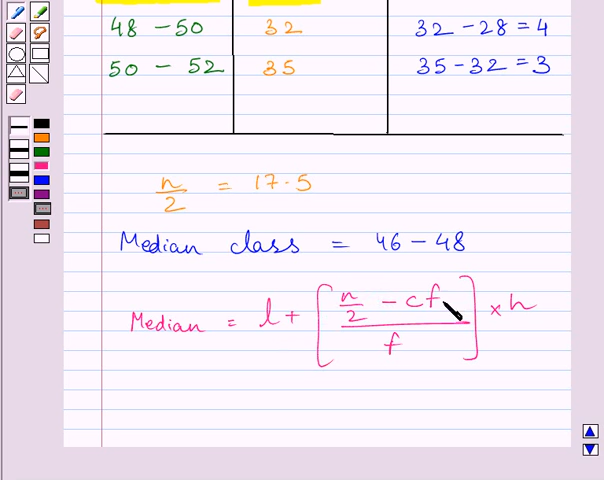 48 - 50 32 32 - 28 = 4
50 - 52 35 35 - 32 = 3
n/2 = 17.5
Median class = 46 - 48
Median = l + [(n/2 - cf)/f] × h